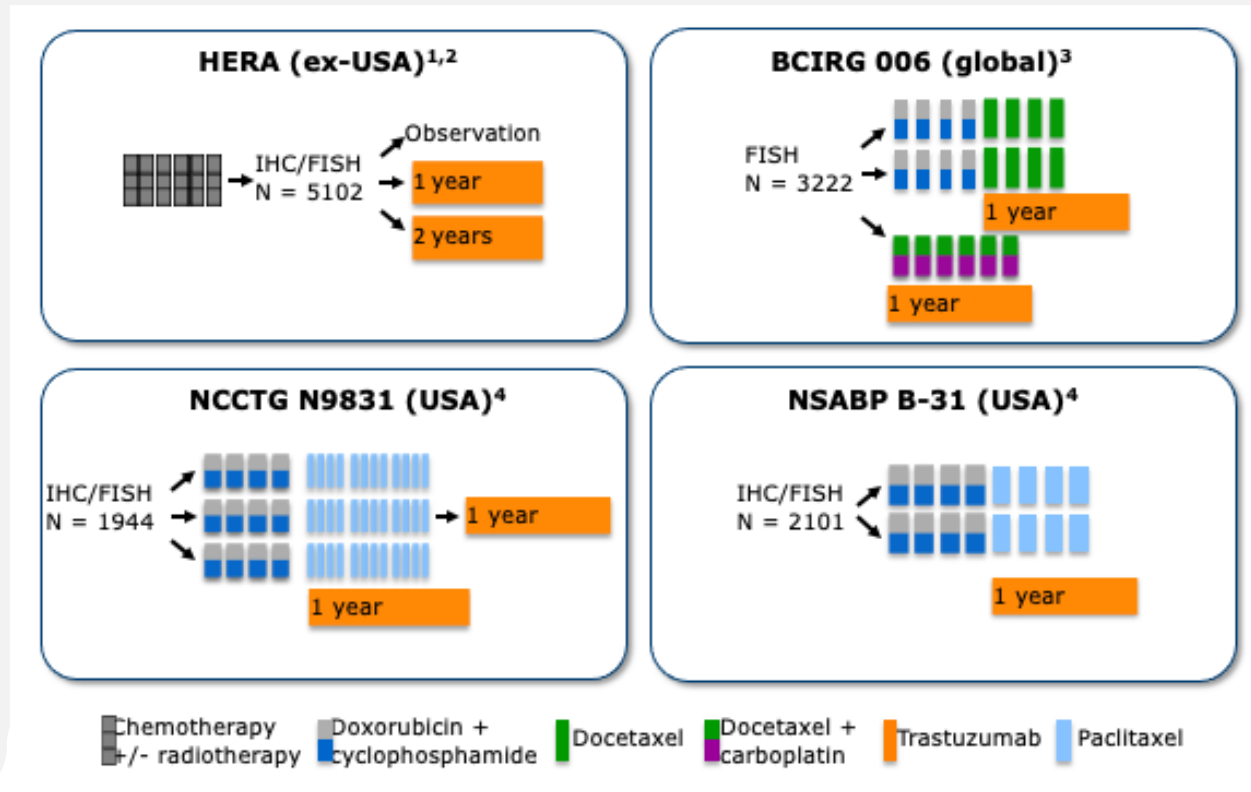 HERA (ex-USA)1,2
IHC/FISH
N = 5102
Observation
1 year
2 years
BCIRG 006 (global)3
FISH
N = 3222
1 year
1 year
NCCTG N9831 (USA)4
IHC/FISH
N = 1944
1 year
1 year
NSABP B-31 (USA)4
IHC/FISH
N = 2101
1 year
Chemotherapy
+/- radiotherapy
Doxorubicin +
cyclophosphamide
Docetaxel
Docetaxel +
carboplatin
Trastuzumab
Paclitaxel